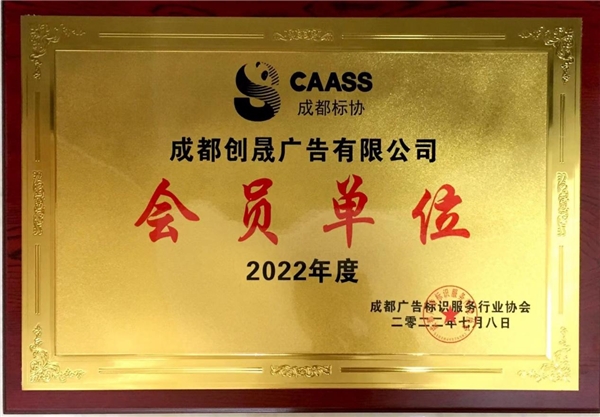 CAASS
成都标协
成都创晟广告有限公司
会员单位
2022年度
成都广告标识服务行业协会
二零二二年七月八日